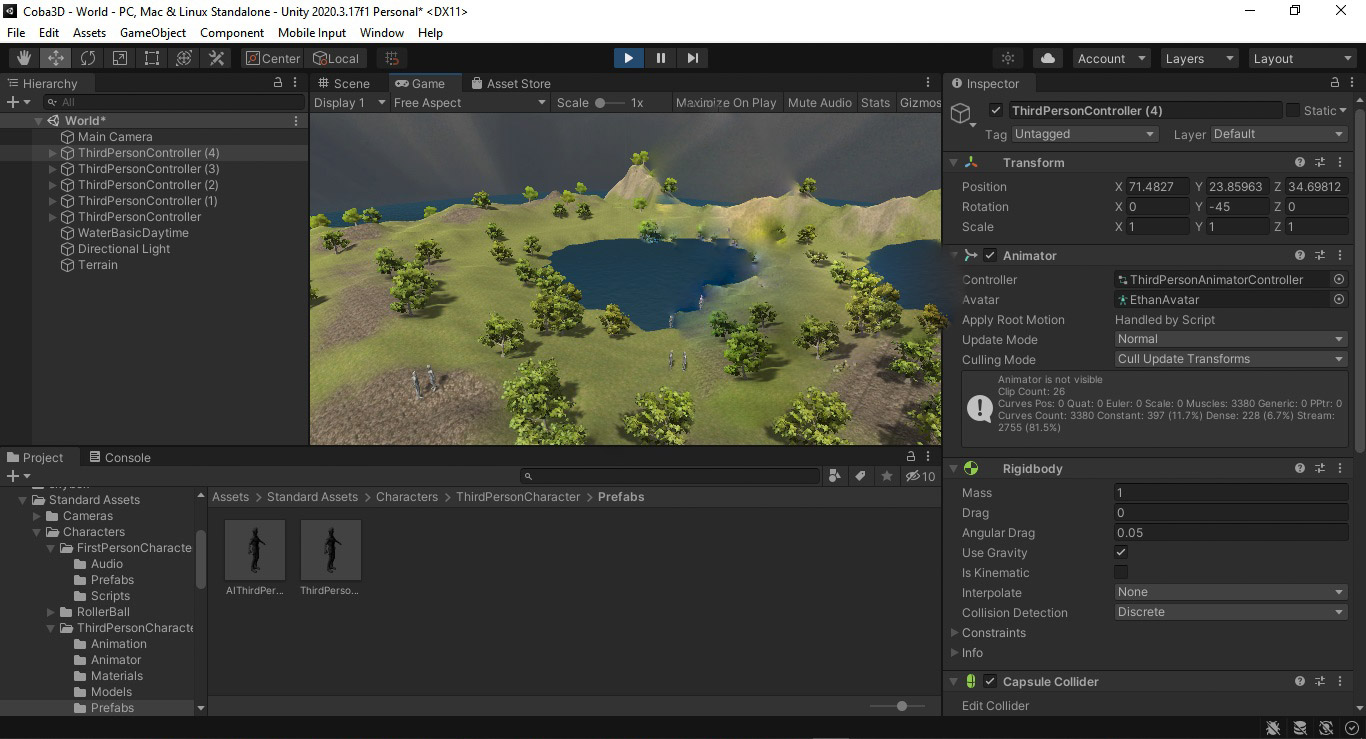 Coba3D - World - PC, Mac & Linux Standalone - Unity 2020.3.17f1 Personal* <DX11>
File Edit Assets GameObject Component Mobile Input Window Help
Center Local Account Layers Layout
Hierarchy
All
World*
Main Camera
ThirdPersonController (4)
ThirdPersonController (3)
ThirdPersonController (2)
ThirdPersonController (1)
ThirdPersonController
WaterBasicDaytime
Directional Light
Terrain
Scene Game Asset Store
Display 1 Free Aspect Scale 1x Maximize On Play Mute Audio Stats Gizmos
Inspector
ThirdPersonController (4) Static
Tag Untagged Layer Default
Transform
Position X 71.4827 Y 23.85963 Z 34.69812
Rotation X 0 Y -45 Z 0
Scale X 1 Y 1 Z 1
Animator
Controller ThirdPersonAnimatorController
Avatar EthanAvatar
Apply Root Motion Handled by Script
Update Mode Normal
Culling Mode Cull Update Transforms
Animator is not visible
Clip Count: 26
Curves Pos: 0 Quat: 0 Euler: 0 Scale: 0 Muscles: 3380 Generic: 0 PPtr: 0
Curves Count: 3380 Constant: 397 (11.7%) Dense: 228 (6.7%) Stream:
2755 (81.5%)
Rigidbody
Mass 1
Drag 0
Angular Drag 0.05
Use Gravity
Is Kinematic
Interpolate None
Collision Detection Discrete
Constraints
Info
Capsule Collider
Edit Collider
Project Console
10
Standard Assets
Cameras
Characters
FirstPersonCharacte
Audio
Prefabs
Scripts
RollerBall
ThirdPersonCharacte
Animation
Animator
Materials
Models
Prefabs
Assets > Standard Assets > Characters > ThirdPersonCharacter > Prefabs
AIThirdPer... ThirdPerso...